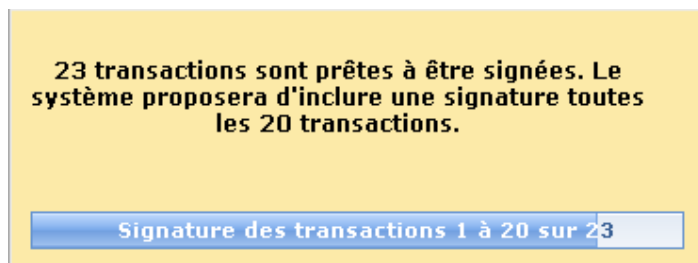 23 transactions sont prêtes à être signées. Le
système proposera d'inclure une signature toutes
les 20 transactions.
Signature des transactions 1 à 20 sur 23